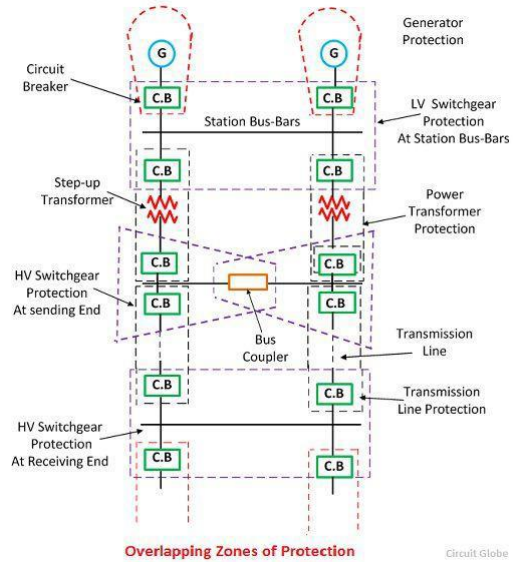 Generator
Protection
G
G
Circuit
Breaker
C.B
C.B
LV Switchgear
Protection
At Station Bus-Bars
Station Bus-Bars
C.B
C.B
Step-up
Transformer
Power
Transformer
Protection
C.B
C.B
HV Switchgear
Protection
At sending End
C.B
C.B
Bus
Coupler
Transmission
Line
C.B
C.B
Transmission
Line Protection
HV Switchgear
Protection
At Receiving End
C.B
C.B
Overlapping Zones of Protection
Circuit Globe